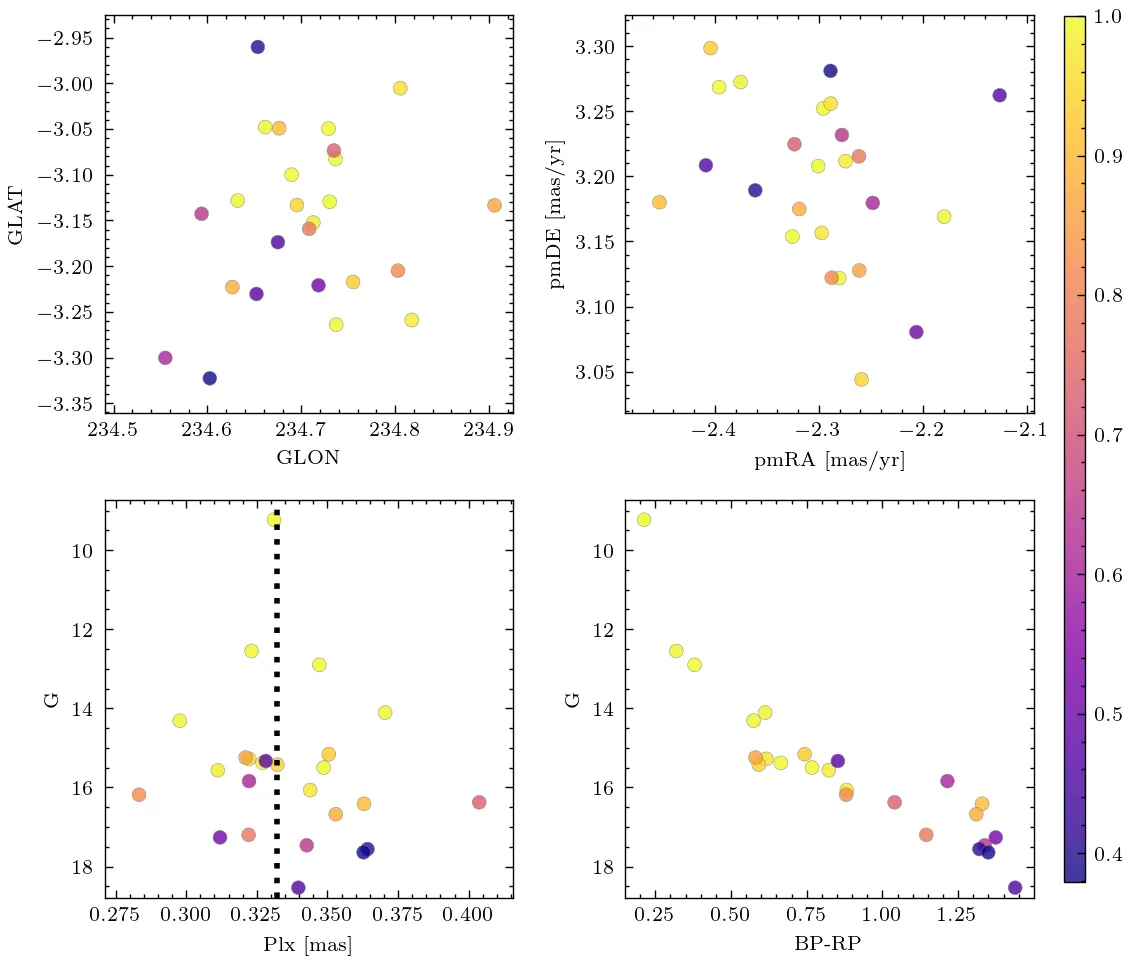 −2.95
−3.00
−3.05
−3.10
−3.15
−3.20
−3.25
−3.30
−3.35
GLAT
234.5 234.6 234.7 234.8 234.9
GLON
3.30
3.25
3.20
3.15
3.10
3.05
pmDE [mas/yr]
−2.4 −2.3 −2.2 −2.1
pmRA [mas/yr]
10
12
14
16
18
G
0.275 0.300 0.325 0.350 0.375 0.400
Plx [mas]
10
12
14
16
18
G
0.25 0.50 0.75 1.00 1.25
BP-RP
1.0
0.9
0.8
0.7
0.6
0.5
0.4